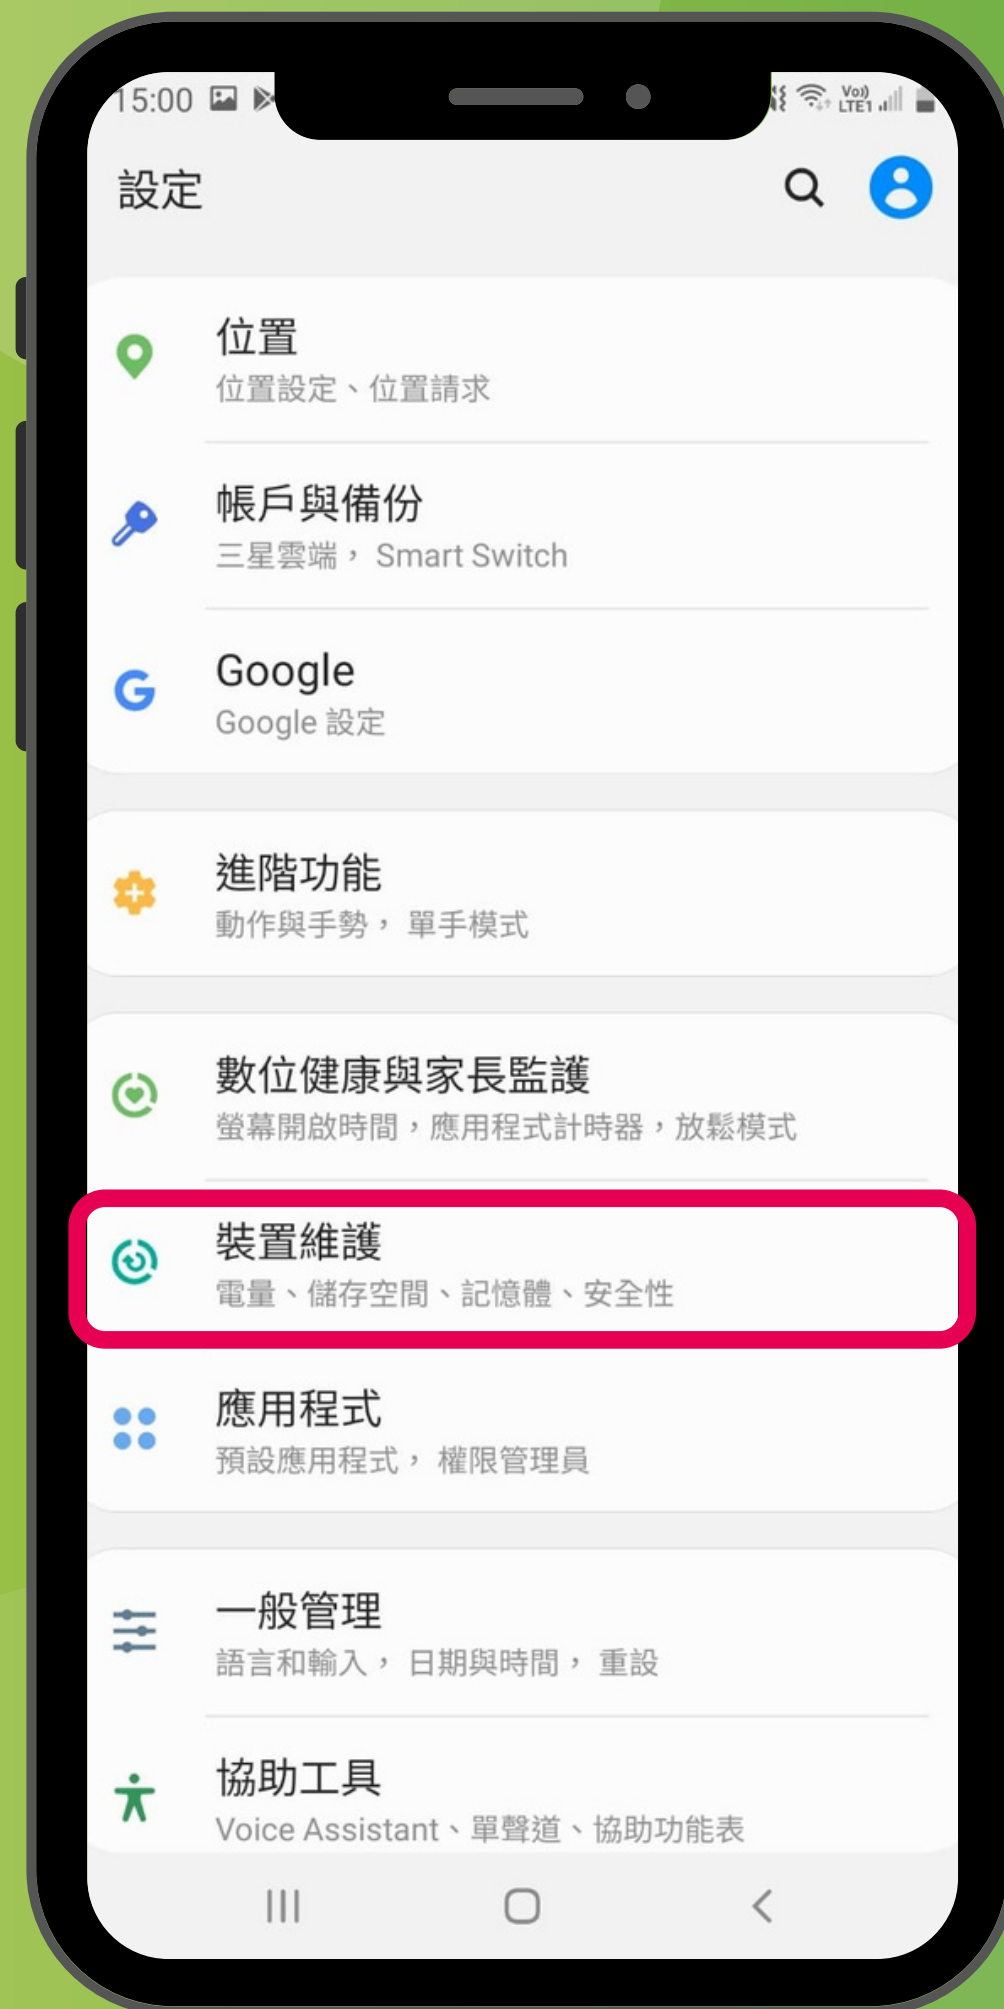 15:00
Vo)) LTE1
設定
位置
位置設定、位置請求
帳戶與備份
三星雲端， Smart Switch
Google
Google 設定
進階功能
動作與手勢， 單手模式
數位健康與家長監護
螢幕開啟時間，應用程式計時器，放鬆模式
裝置維護
電量、儲存空間、記憶體、安全性
應用程式
預設應用程式， 權限管理員
一般管理
語言和輸入， 日期與時間， 重設
協助工具
Voice Assistant、單聲道、協助功能表